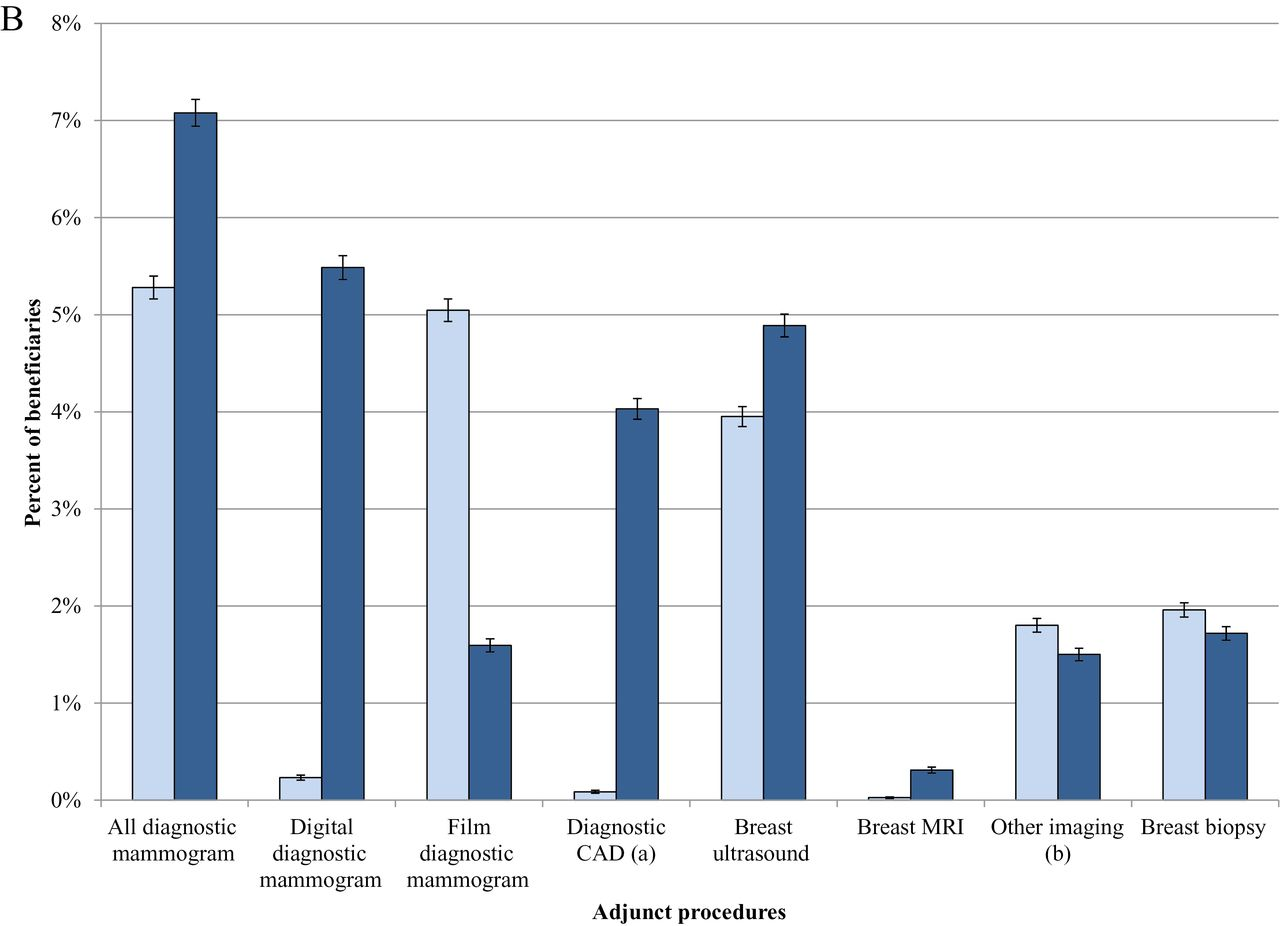 B
8%
7%
6%
5%
4%
3%
2%
1%
0%
Percent of beneficiaries
All diagnostic
mammogram
Digital
diagnostic
mammogram
Film
diagnostic
mammogram
Diagnostic
CAD (a)
Breast
ultrasound
Breast MRI
Other imaging
(b)
Breast biopsy
Adjunct procedures